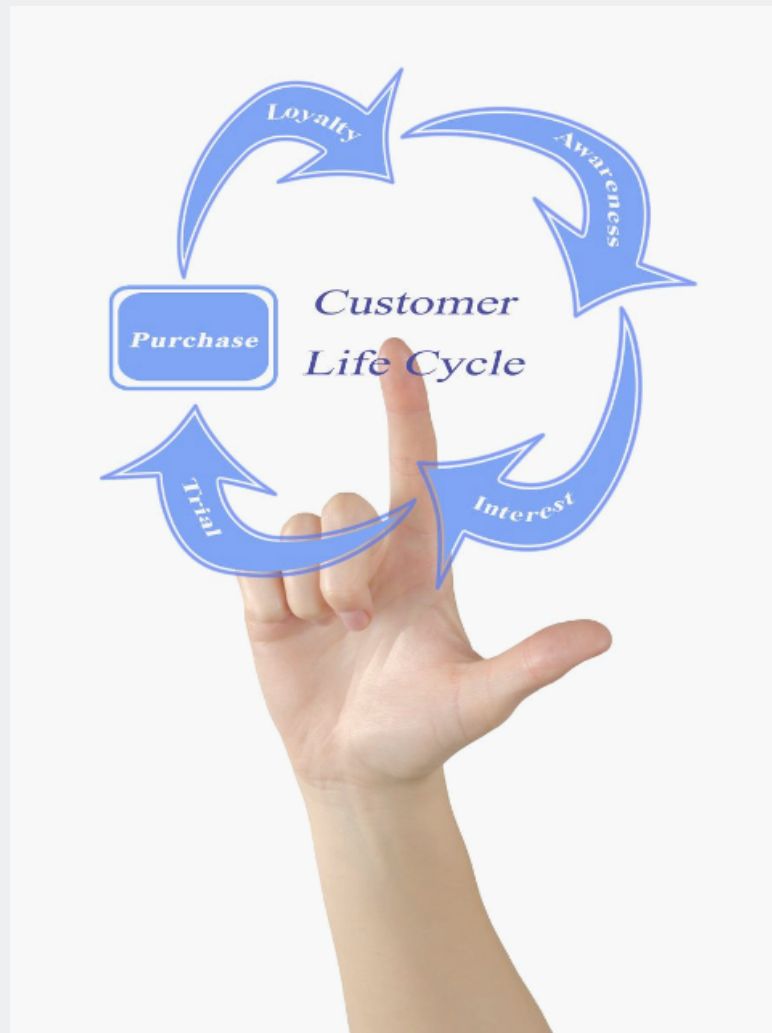 Loyalty
Awareness
Customer
Life Cycle
Purchase
Interest
Trial